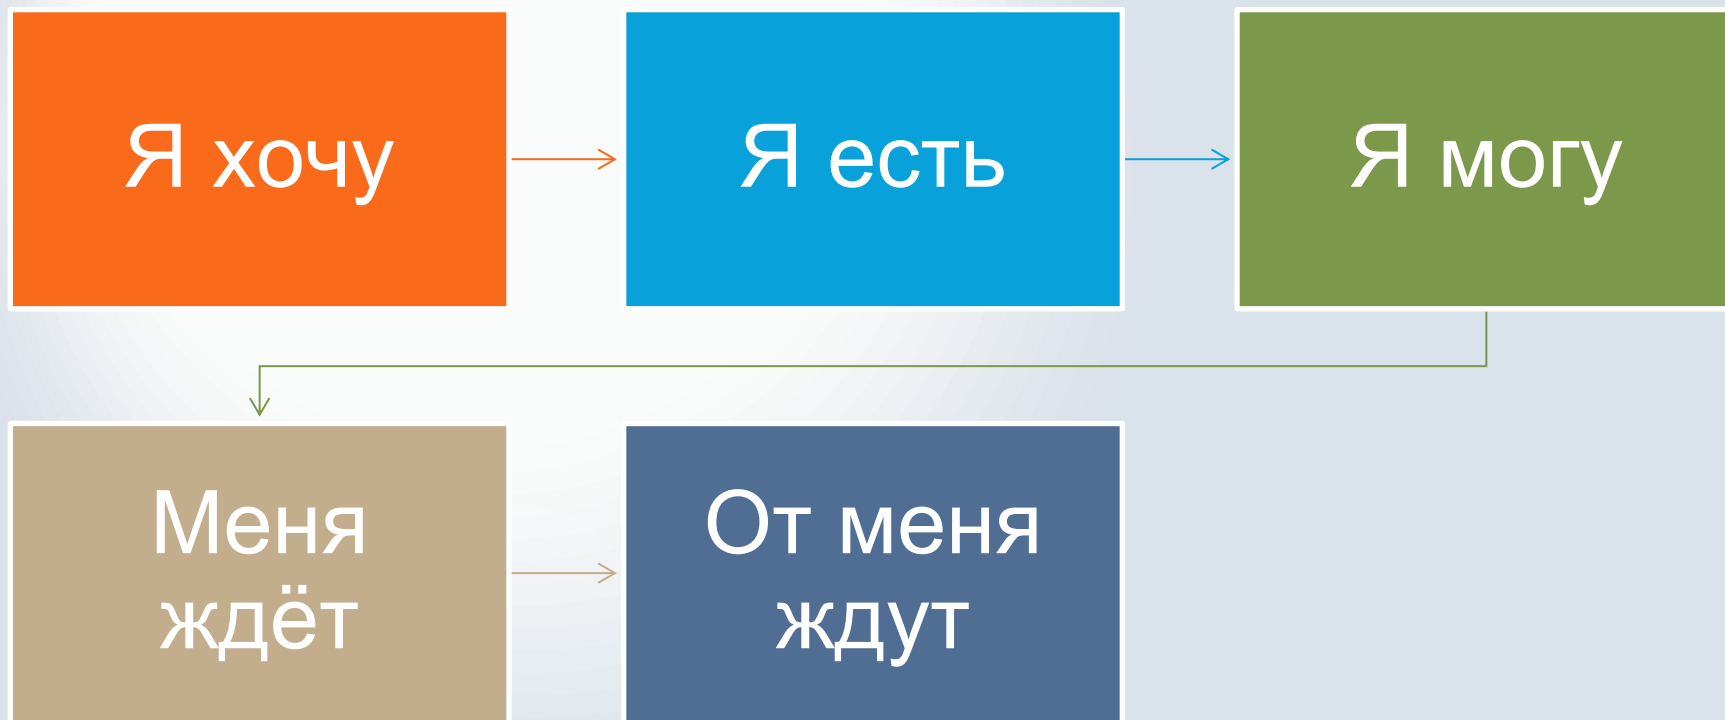 Я хочу
Я есть
Я могу
Меня
ждёт
От меня
ждут